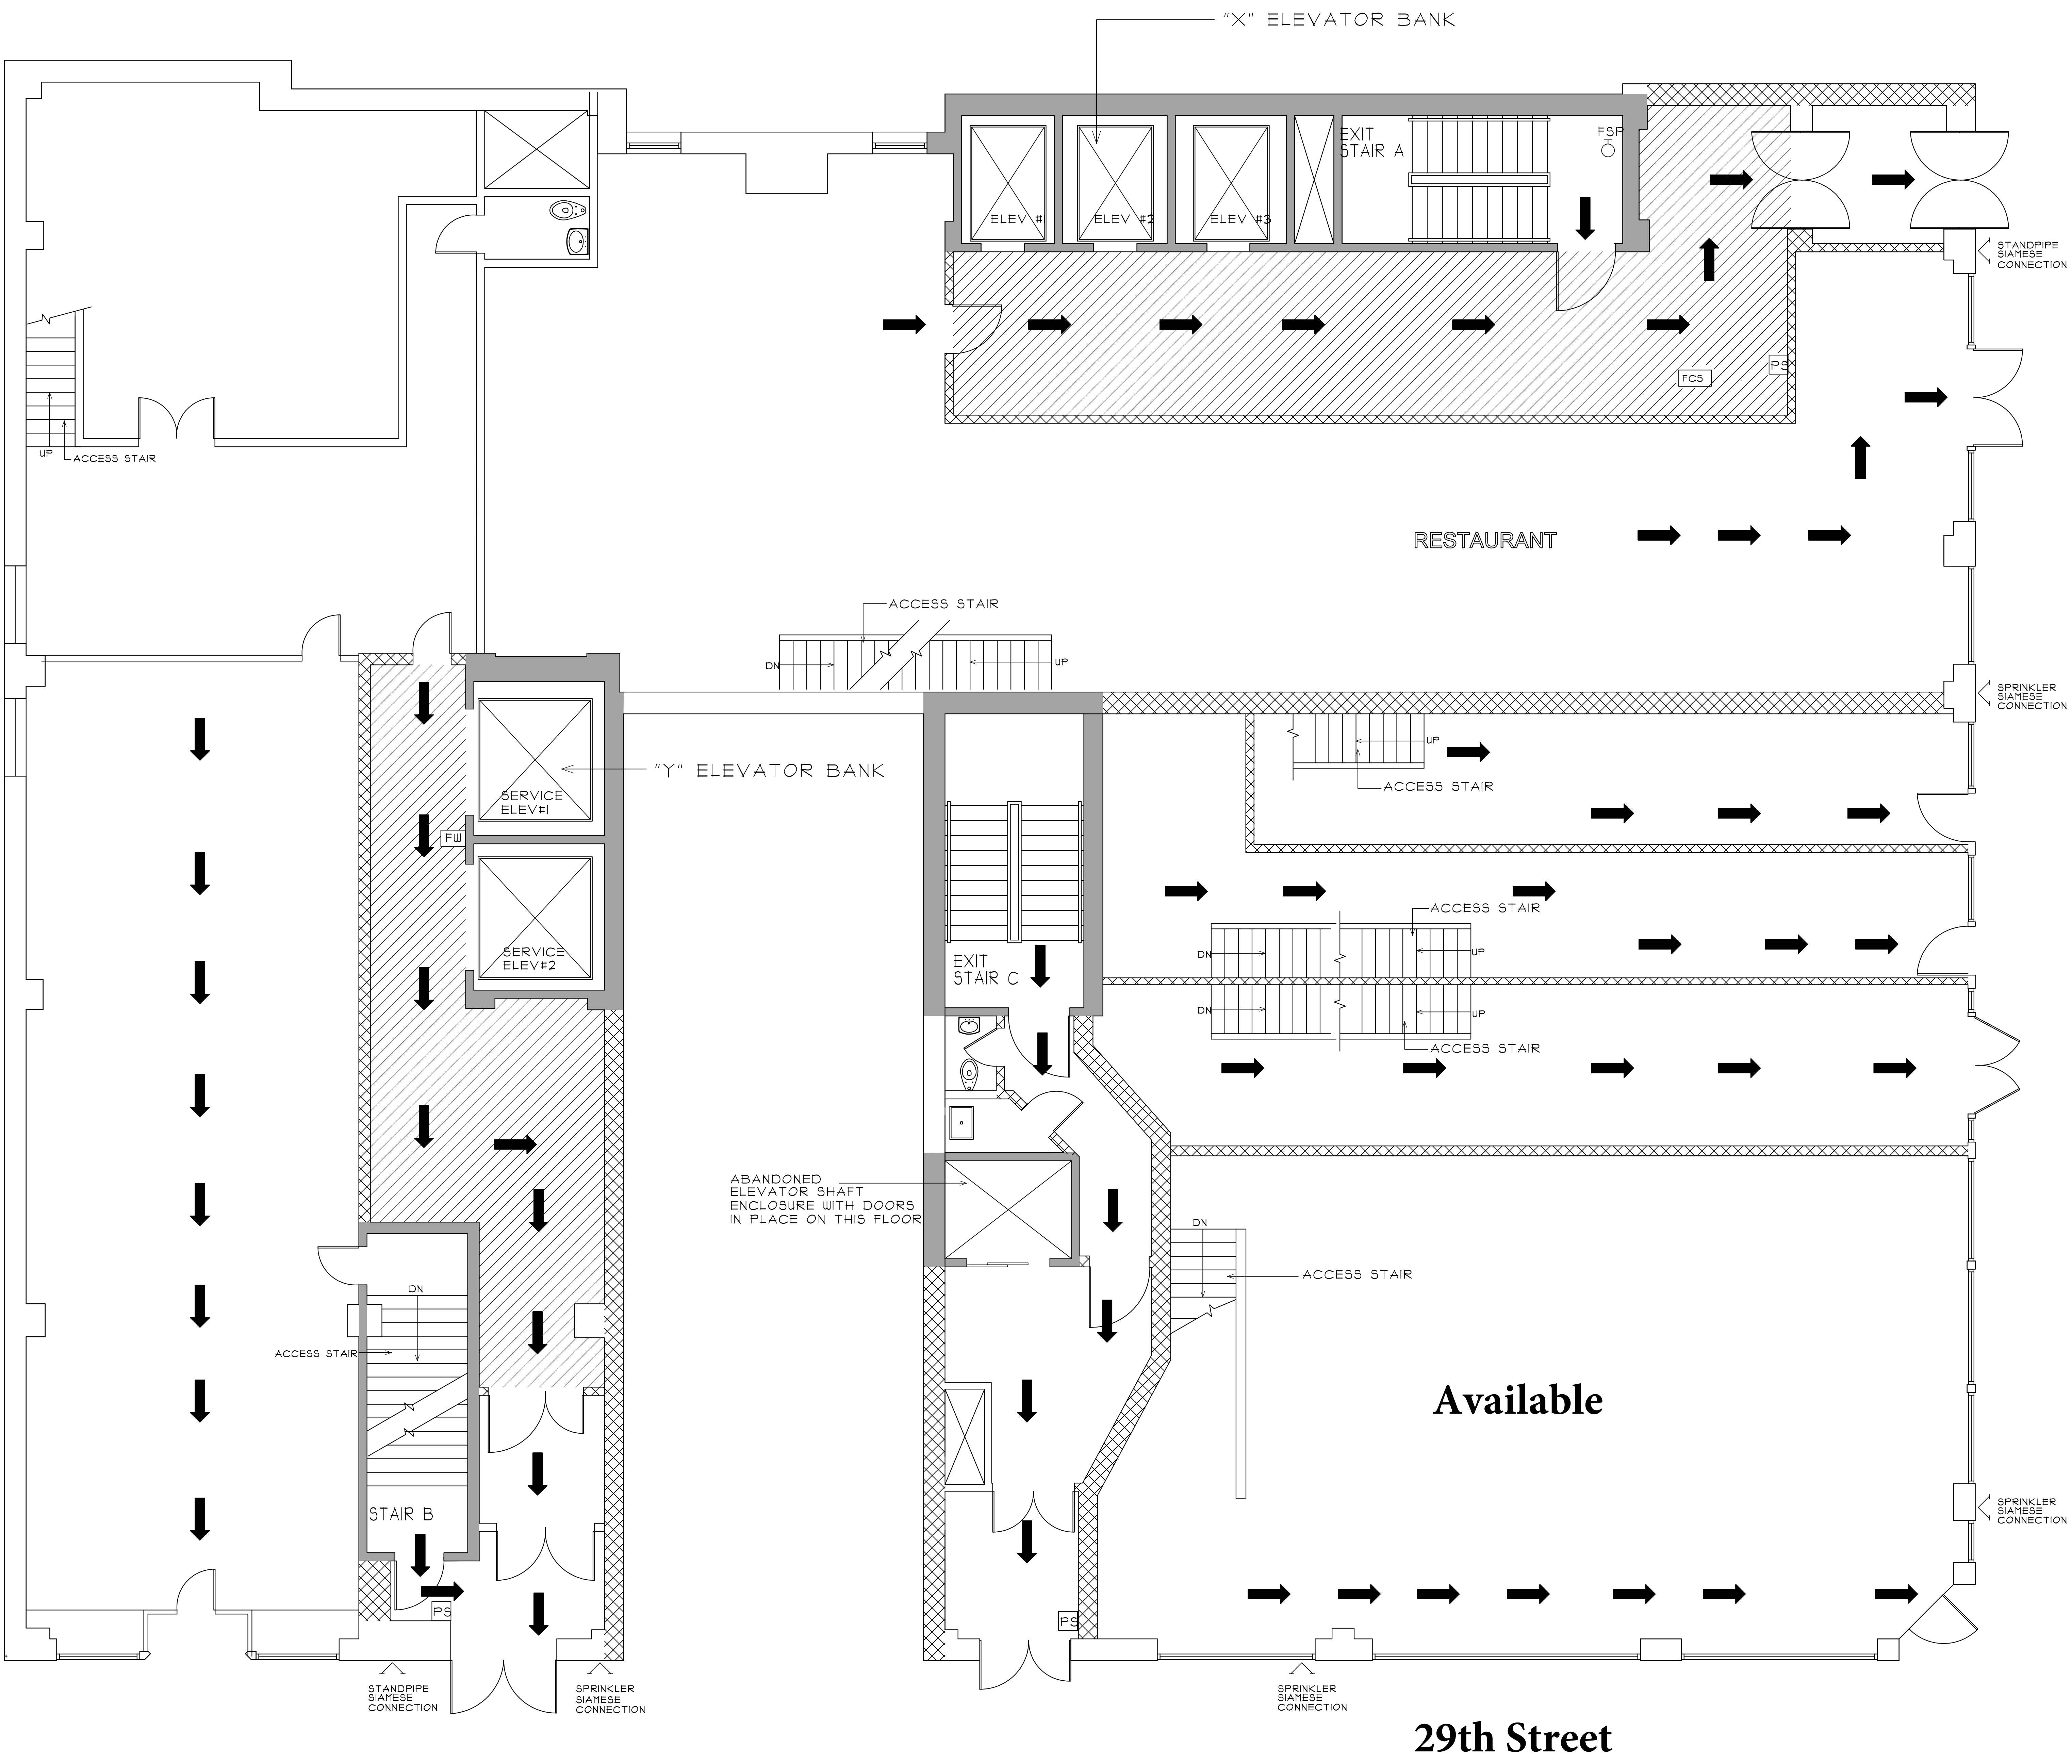 "X" ELEVATOR BANK
EXIT
STAIR A
FSP
ELEV #1
ELEV #2
ELEV #3
STANDPIPE
SIAMESE
CONNECTION
PS
FCS
UP
ACCESS STAIR
RESTAURANT
ACCESS STAIR
DN
UP
SPRINKLER
SIAMESE
CONNECTION
"Y" ELEVATOR BANK
UP
ACCESS STAIR
SERVICE
ELEV#1
FW
ACCESS STAIR
SERVICE
ELEV#2
EXIT
STAIR C
DN
UP
DN
UP
ACCESS STAIR
ABANDONED
ELEVATOR SHAFT
ENCLOSURE WITH DOORS
IN PLACE ON THIS FLOOR
DN
ACCESS STAIR
DN
ACCESS STAIR
Available
STAIR B
SPRINKLER
SIAMESE
CONNECTION
PS
PS
STANDPIPE
SIAMESE
CONNECTION
SPRINKLER
SIAMESE
CONNECTION
SPRINKLER
SIAMESE
CONNECTION
29th Street